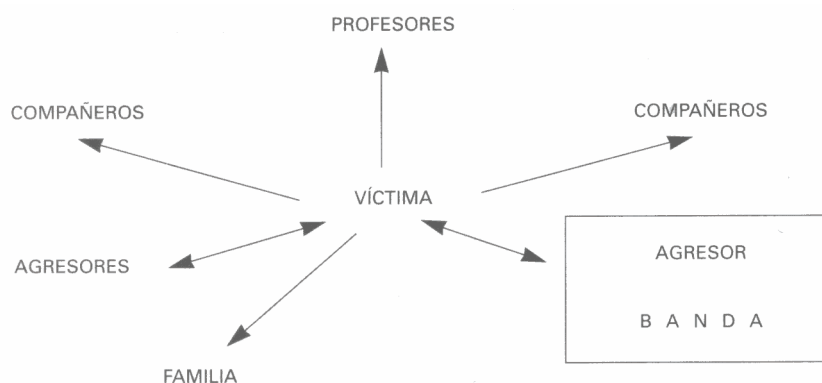 PROFESORES
COMPAÑEROS
COMPAÑEROS
VÍCTIMA
AGRESORES
AGRESOR
B A N D A
FAMILIA